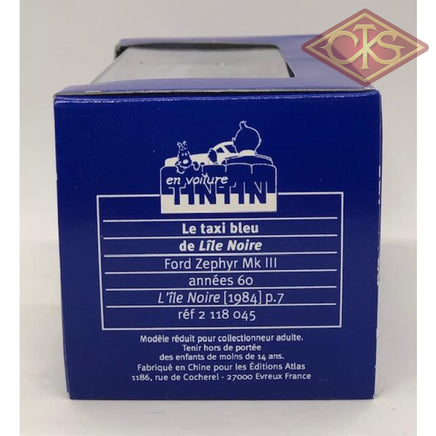 CTS
en voiture
TINTIN
Le taxi bleu
de Lîle Noire
Ford Zephyr Mk III
années 60
L'île Noire [1984] p.7
réf 2 118 045
Modèle réduit pour collectionneur adulte.
Tenir hors de portée
des enfants de moins de 14 ans.
Fabriqué en Chine pour les Éditions Atlas
1186, rue de Cocherel - 27000 Evreux France